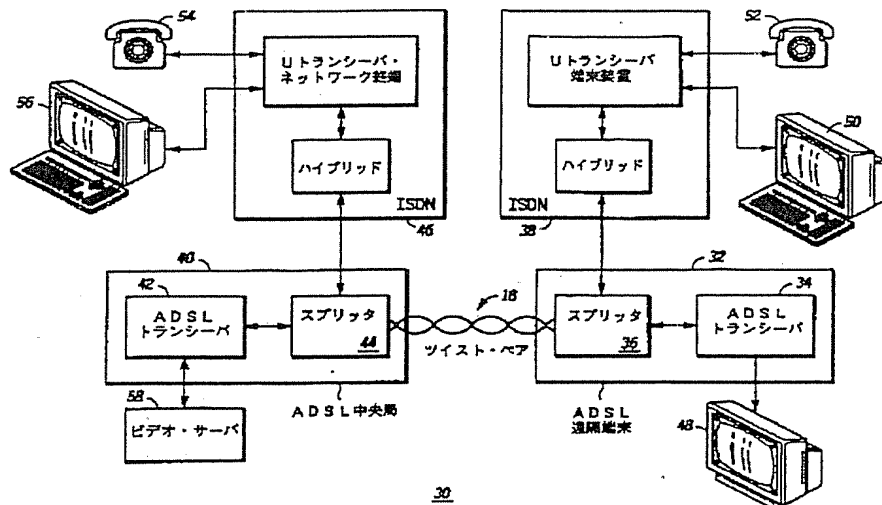 54
52
56
50
Uトランシーバ・
ネットワーク終端
Uトランシーバ
端末装置
ハイブリッド
ハイブリッド
ISDN
46
ISDN
38
40
32
42
ADSL
トランシーバ
スプリッタ
44
18
ツイスト・ペア
スプリッタ
36
34
ADSL
トランシーバ
58
ビデオ・サーバ
ADSL中央局
ADSL
遠隔端末
48
30